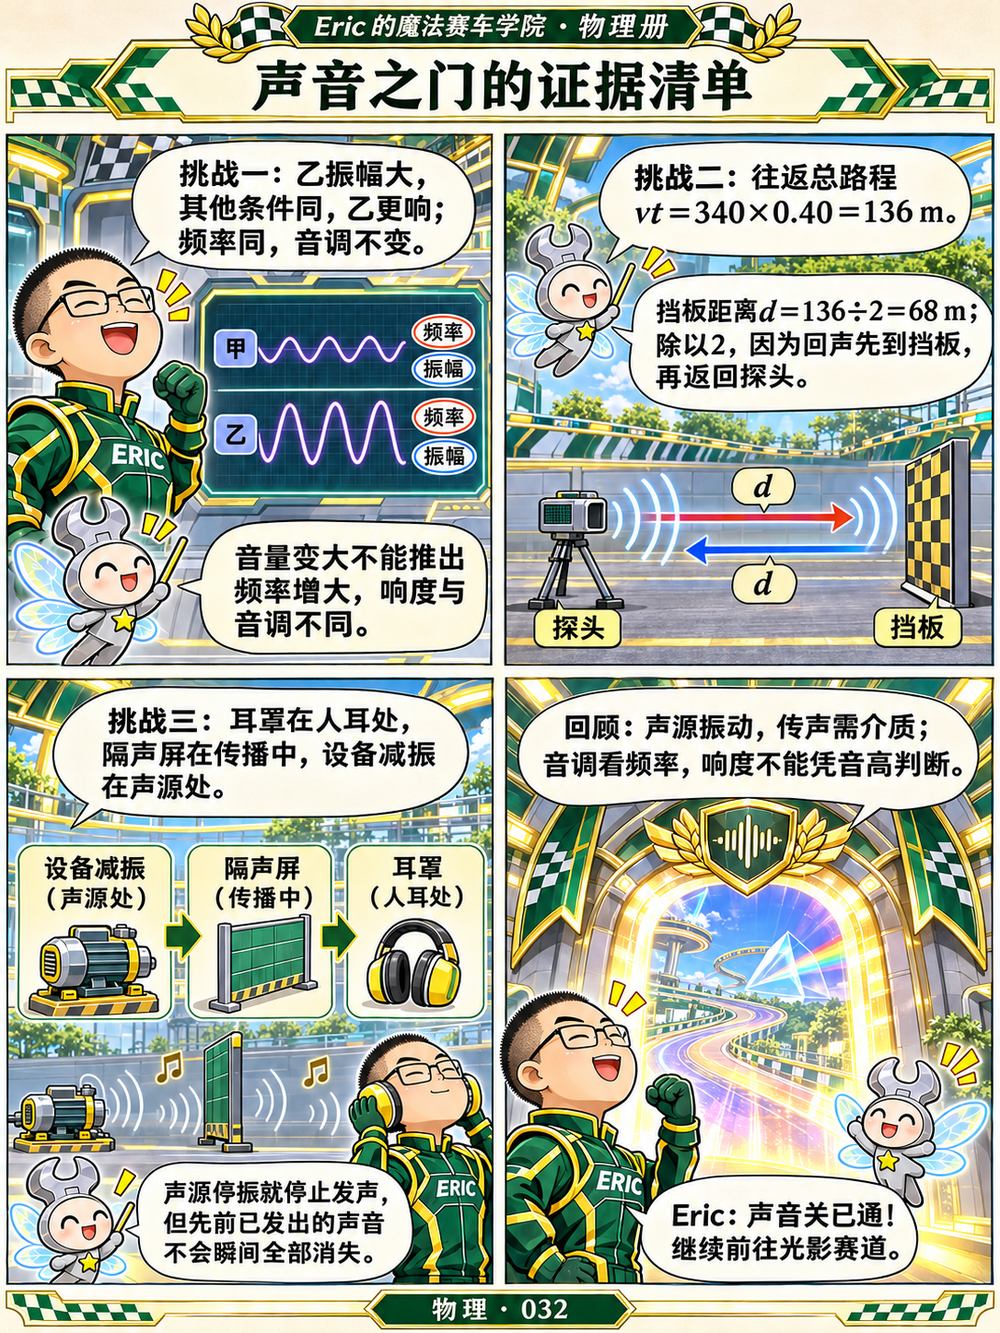 Eric的魔法赛车学院·物理册
声音之门的证据清单
挑战一：乙振幅大，
其他条件同，乙更响；
频率同，音调不变。
甲
频率
振幅
乙
频率
振幅
ERIC
音量变大不能推出
频率增大，响度与
音调不同。
挑战二：往返总路程
vt=340×0.40=136 m。
挡板距离d=136÷2=68 m；
除以2，因为回声先到挡板，
再返回探头。
d
d
探头
挡板
挑战三：耳罩在人耳处，
隔声屏在传播中，设备减振
在声源处。
设备减振
（声源处）
隔声屏
（传播中）
耳罩
（人耳处）
ERIC
声源停振就停止发声，
但先前已发出的声音
不会瞬间全部消失。
回顾：声源振动，传声需介质；
音调看频率，响度不能凭音高判断。
ERIC
Eric：声音关已通！
继续前往光影赛道。
物理·032